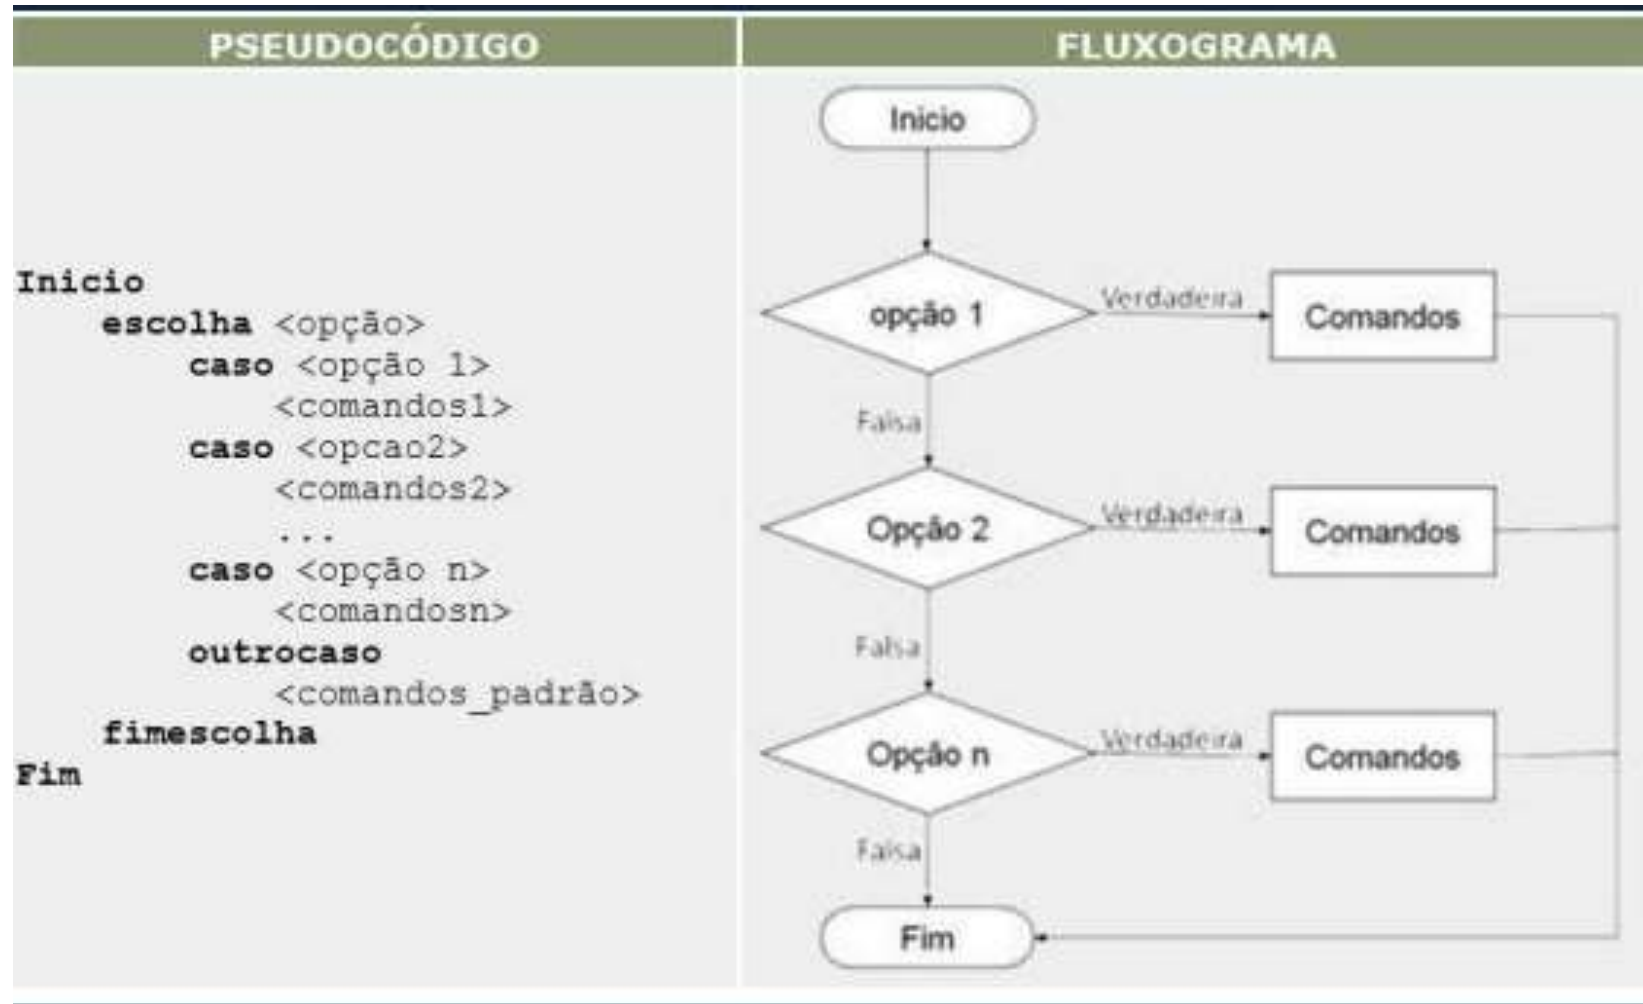 PSEUDOCÓDIGO
Inicio
escolha <opção>
caso <opção 1>
<comandos1>
caso <opcao2>
<comandos2>
...
caso <opção n>
<comandosn>
outrocaso
<comandos_padrão>
fimescolha
Fim
FLUXOGRAMA
Inicio
opção 1
Verdadeira
Comandos
Falsa
Opção 2
Verdadeira
Comandos
Falsa
Opção n
Verdadeira
Comandos
Falsa
Fim